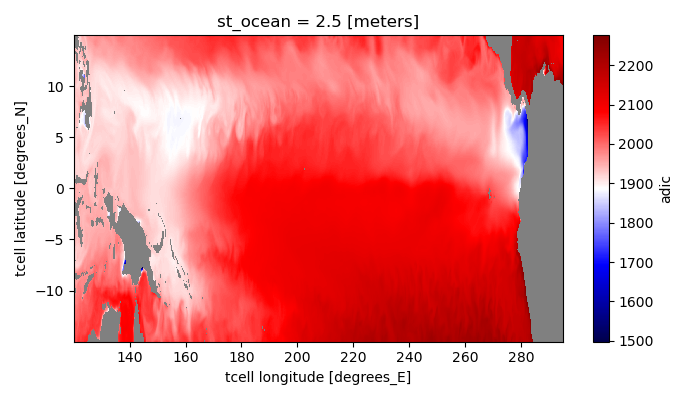 st_ocean = 2.5 [meters]
10
5
0
−5
−10
tcell latitude [degrees_N]
140 160 180 200 220 240 260 280
tcell longitude [degrees_E]
2200
2100
2000
1900
1800
1700
1600
1500
adic